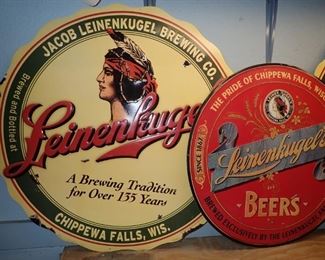 JACOB LEINENKUGEL BREWING CO.
Brewed and Bottled at
Leinenkuge
A Brewing Tradition
for Over 135 Years
CHIPPEWA FALLS, WIS.
THE PRIDE OF CHIPPEWA FALLS, WIS.
SINCE 1867
Leinenkugel's
BEERS
BREWED EXCLUSIVELY BY THE LEINENKUGEL